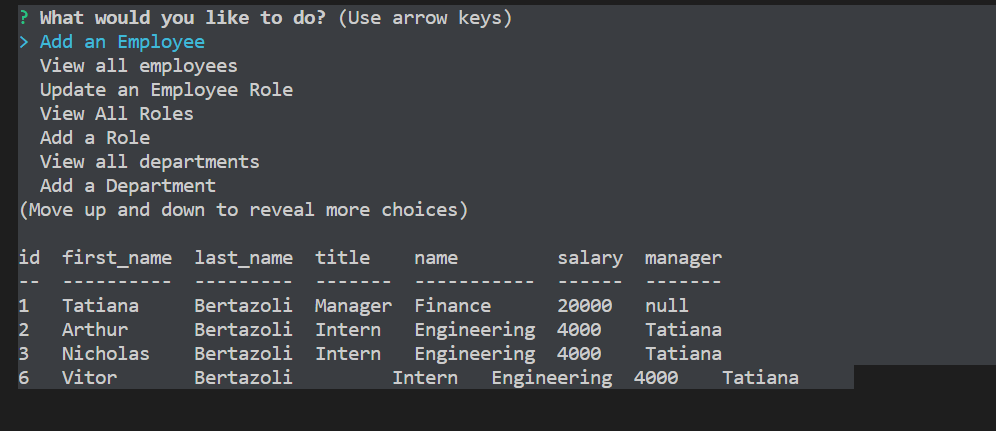 ? What would you like to do? (Use arrow keys)
> Add an Employee
  View all employees
  Update an Employee Role
  View All Roles
  Add a Role
  View all departments
  Add a Department
(Move up and down to reveal more choices)

id  first_name  last_name  title    name         salary  manager
--  ----------  ---------  -------  -----------  ------  -------
1   Tatiana     Bertazoli  Manager  Finance      20000   null
2   Arthur      Bertazoli  Intern   Engineering  4000    Tatiana
3   Nicholas    Bertazoli  Intern   Engineering  4000    Tatiana
6   Vitor       Bertazoli         Intern   Engineering  4000    Tatiana